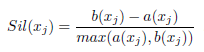 Sil(x_j) = \frac{b(x_j) - a(x_j)}{max(a(x_j), b(x_j))}